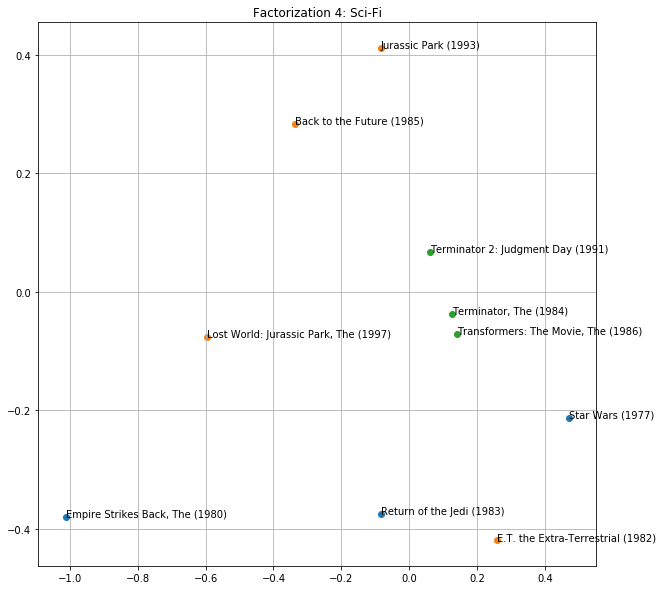 Factorization 4: Sci-Fi
0.4
Jurassic Park (1993)
Back to the Future (1985)
0.2
Terminator 2: Judgment Day (1991)
0.0
Terminator, The (1984)
Transformers: The Movie, The (1986)
Lost World: Jurassic Park, The (1997)
−0.2
Star Wars (1977)
Empire Strikes Back, The (1980)
Return of the Jedi (1983)
−0.4
E.T. the Extra-Terrestrial (1982)
−1.0 −0.8 −0.6 −0.4 −0.2 0.0 0.2 0.4